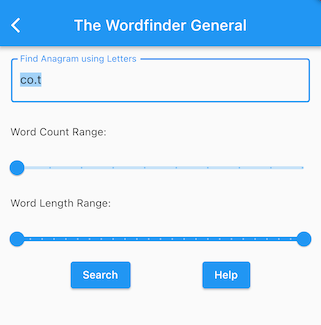 The Wordfinder General
Find Anagram using Letters
co.t
Word Count Range:
Word Length Range:
Search
Help